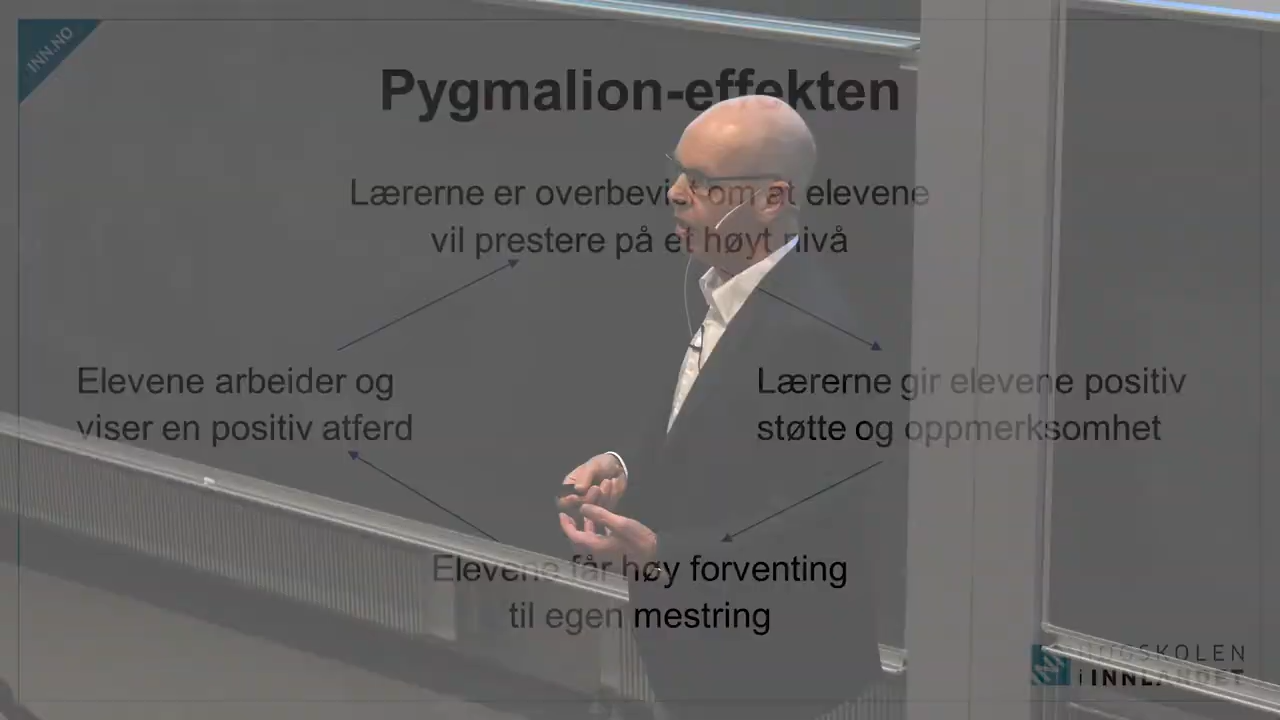 INN.NO
Pygmalion-effekten
Lærerne er overbevist om at elevene
vil prestere på et høyt nivå
Elevene arbeider og
viser en positiv atferd
Lærerne gir elevene positiv
støtte og oppmerksomhet
Elevene får høy forventing
til egen mestring
HØGSKOLEN
i INNLANDET